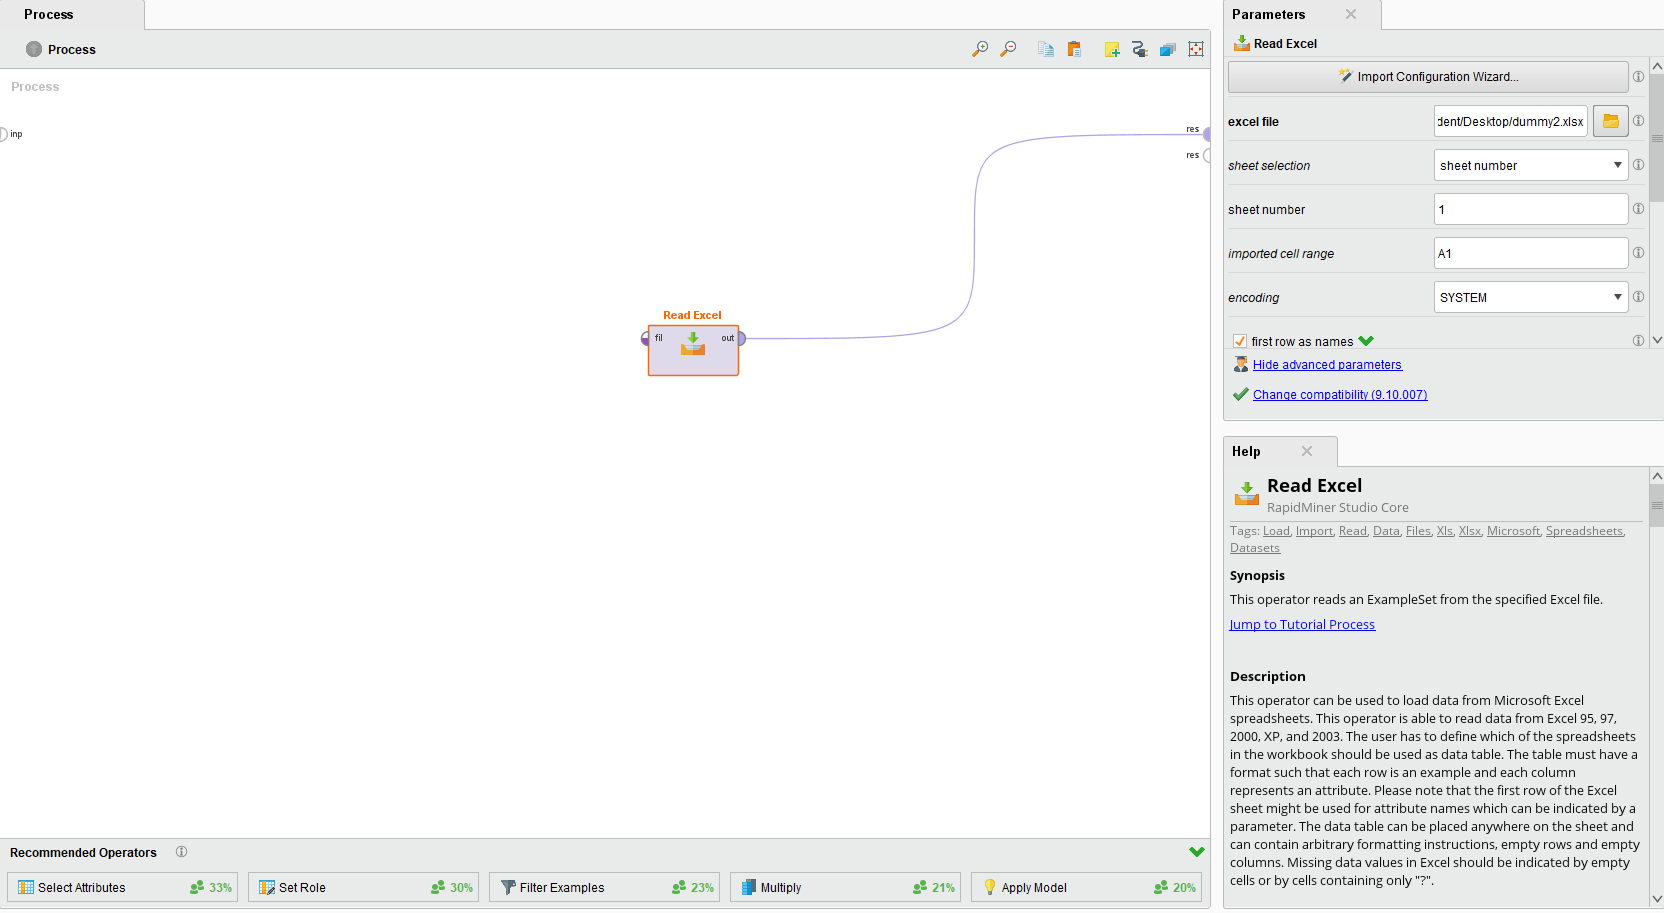 Process
Process
Process
inp
res
res
Read Excel
fil
out
Recommended Operators
Select Attributes 33%
Set Role 30%
Filter Examples 23%
Multiply 21%
Apply Model 20%
Parameters
Read Excel
Import Configuration Wizard...
excel file dent/Desktop/dummy2.xlsx
sheet selection sheet number
sheet number 1
imported cell range A1
encoding SYSTEM
first row as names
Hide advanced parameters
Change compatibility (9.10.007)
Help
Read Excel
RapidMiner Studio Core
Tags: Load, Import, Read, Data, Files, Xls, Xlsx, Microsoft, Spreadsheets,
Datasets
Synopsis
This operator reads an ExampleSet from the specified Excel file.
Jump to Tutorial Process
Description
This operator can be used to load data from Microsoft Excel
spreadsheets. This operator is able to read data from Excel 95, 97,
2000, XP, and 2003. The user has to define which of the spreadsheets
in the workbook should be used as data table. The table must have a
format such that each row is an example and each column
represents an attribute. Please note that the first row of the Excel
sheet might be used for attribute names which can be indicated by a
parameter. The data table can be placed anywhere on the sheet and
can contain arbitrary formatting instructions, empty rows and empty
columns. Missing data values in Excel should be indicated by empty
cells or by cells containing only "?".